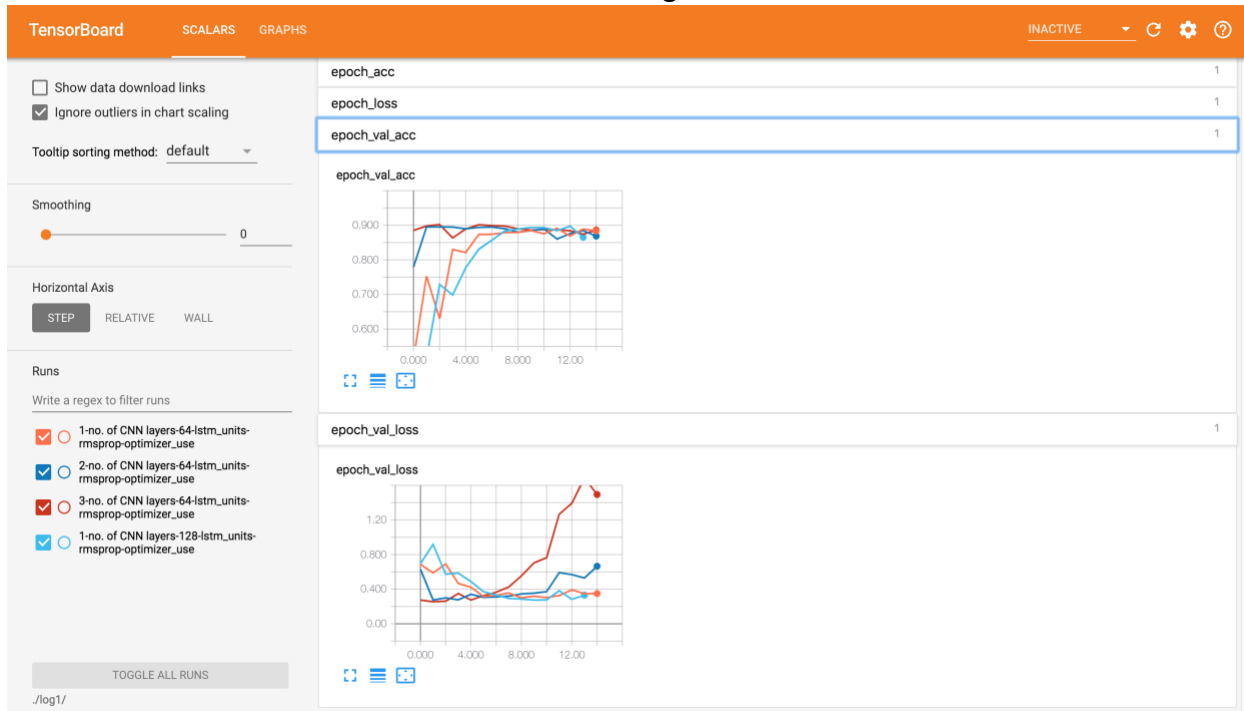 TensorBoard SCALARS GRAPHS INACTIVE
Show data download links
Ignore outliers in chart scaling
Tooltip sorting method: default
Smoothing
0
Horizontal Axis
STEP RELATIVE WALL
Runs
Write a regex to filter runs
1-no. of CNN layers-64-lstm_units-
rmsprop-optimizer_use
2-no. of CNN layers-64-lstm_units-
rmsprop-optimizer_use
3-no. of CNN layers-64-lstm_units-
rmsprop-optimizer_use
1-no. of CNN layers-128-lstm_units-
rmsprop-optimizer_use
TOGGLE ALL RUNS
./log1/
epoch_acc 1
epoch_loss 1
epoch_val_acc 1
epoch_val_acc
0.900
0.800
0.700
0.600
0.000 4.000 8.000 12.00
epoch_val_loss 1
epoch_val_loss
1.20
0.800
0.400
0.00
0.000 4.000 8.000 12.00